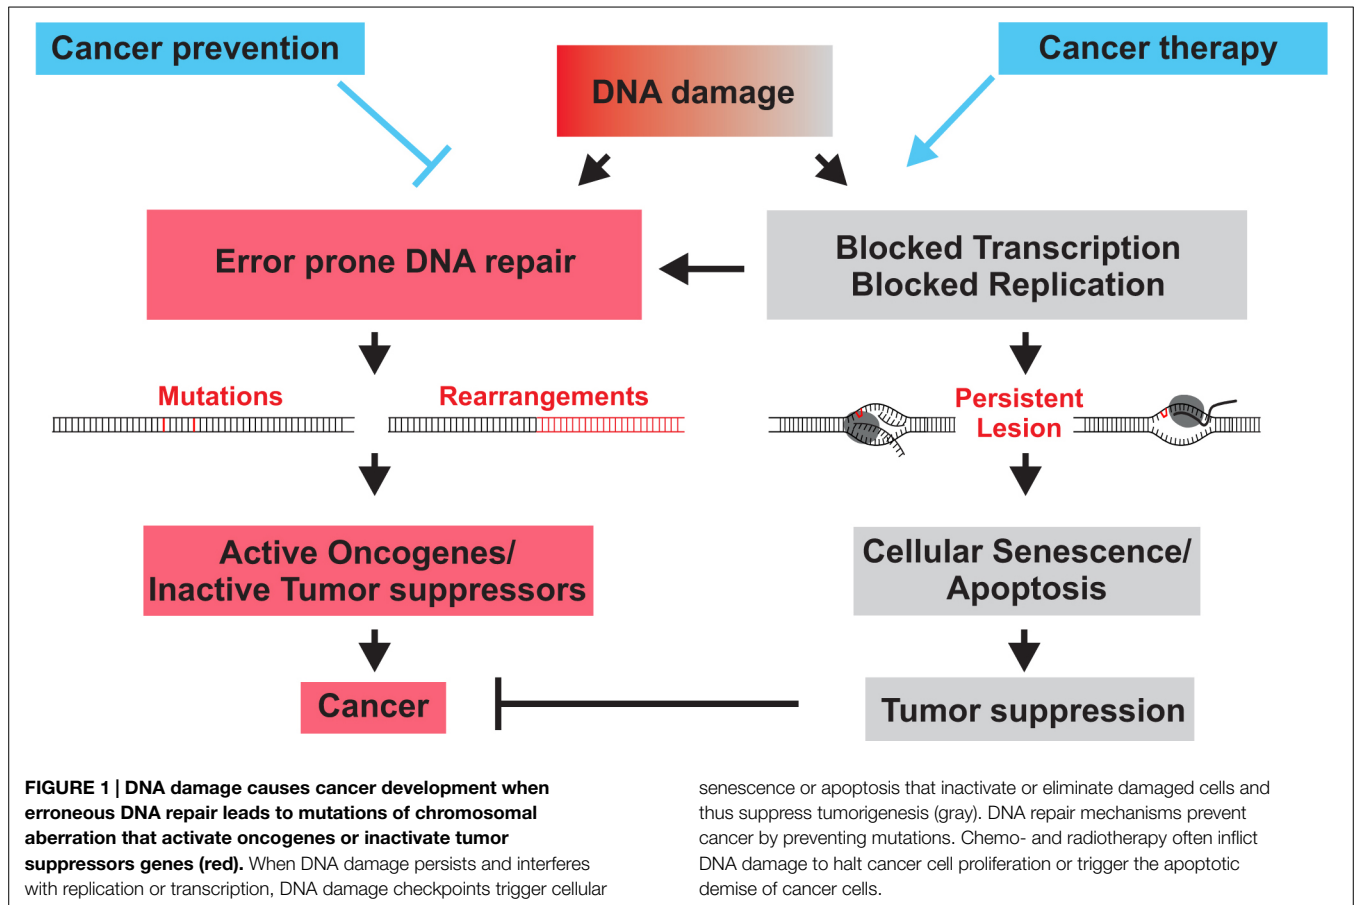 Cancer prevention
DNA damage
Cancer therapy
Error prone DNA repair
Blocked Transcription
Blocked Replication
Mutations
Rearrangements
Persistent
Lesion
Active Oncogenes/
Inactive Tumor suppressors
Cellular Senescence/
Apoptosis
Cancer
Tumor suppression
FIGURE 1 | DNA damage causes cancer development when
erroneous DNA repair leads to mutations of chromosomal
aberration that activate oncogenes or inactivate tumor
suppressors genes (red). When DNA damage persists and interferes
with replication or transcription, DNA damage checkpoints trigger cellular
senescence or apoptosis that inactivate or eliminate damaged cells and
thus suppress tumorigenesis (gray). DNA repair mechanisms prevent
cancer by preventing mutations. Chemo- and radiotherapy often inflict
DNA damage to halt cancer cell proliferation or trigger the apoptotic
demise of cancer cells.